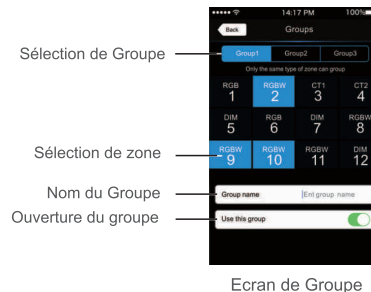 14:17 PM 100%
Back Groups
Sélection de Groupe
Group1 Group2 Group3
Only the same type of zone can group
RGB RGBW CT1 CT2
1 2 3 4
DIM RGB DIM RGBW
5 6 7 8
Sélection de zone
RGBW RGBW RGBW DIM
9 10 11 12
Nom du Groupe
Group name Ent group name
Ouverture du groupe
Use this group
Ecran de Groupe